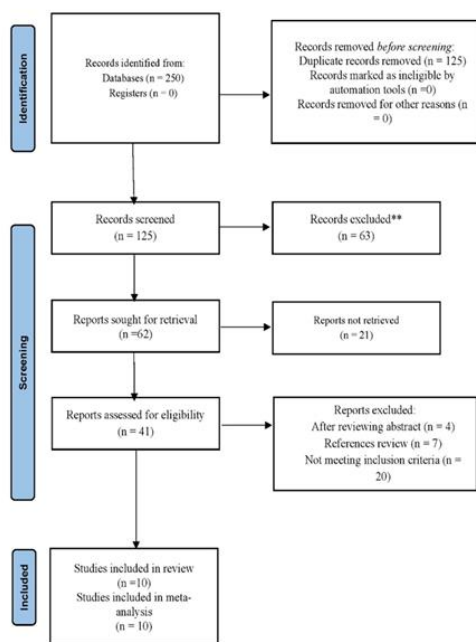 Identification
Records identified from:
Databases (n = 250)
Registers (n = 0)
Records removed before screening:
Duplicate records removed (n = 125)
Records marked as ineligible by
automation tools (n =0)
Records removed for other reasons (n
= 0)
Screening
Records screened
(n = 125)
Records excluded**
(n = 63)
Reports sought for retrieval
(n =62)
Reports not retrieved
(n = 21)
Reports assessed for eligibility
(n = 41)
Reports excluded:
After reviewing abstract (n = 4)
References review (n = 7)
Not meeting inclusion criteria (n =
20)
Included
Studies included in review
(n =10)
Studies included in meta-
analysis
(n = 10)